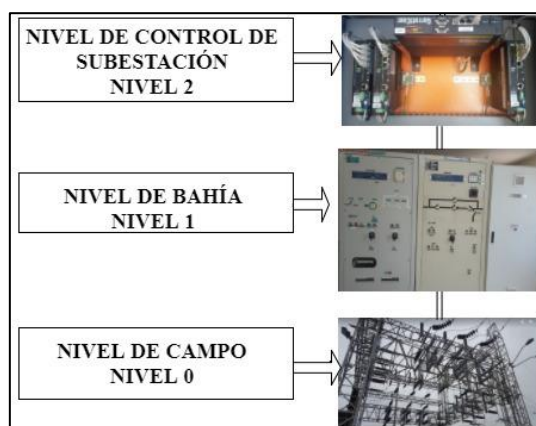 NIVEL DE CONTROL DE
SUBESTACIÓN
NIVEL 2
NIVEL DE BAHÍA
NIVEL 1
NIVEL DE CAMPO
NIVEL 0